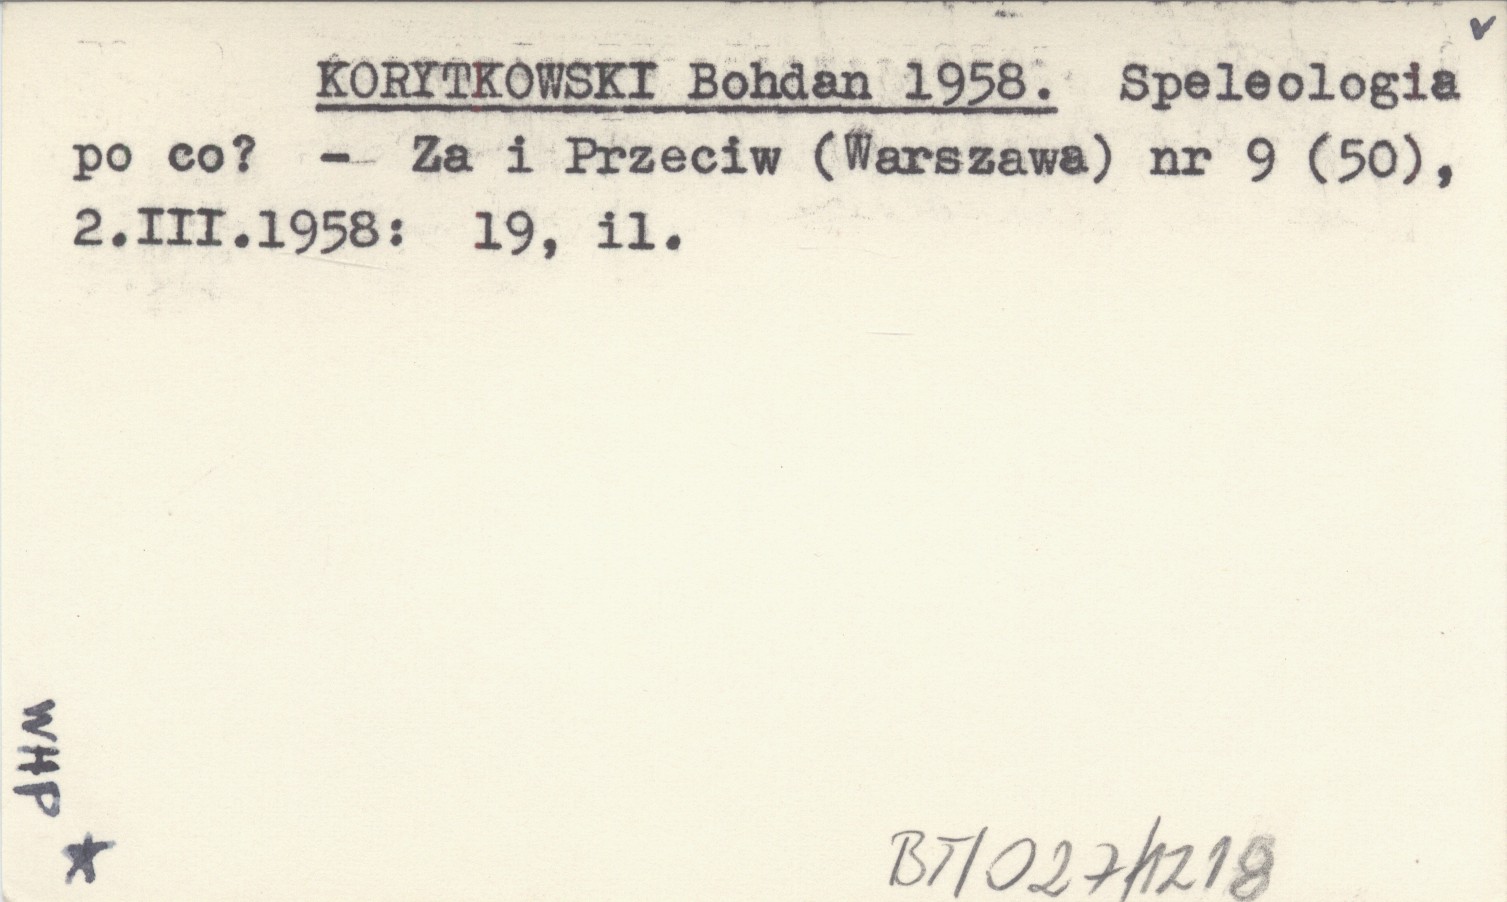 KORYTKOWSKI Bohdan 1958. Speleologia
po co? - Za i Przeciw (Warszawa) nr 9 (50),
2.III.1958: 19, il.
WHP
BT/027/1218